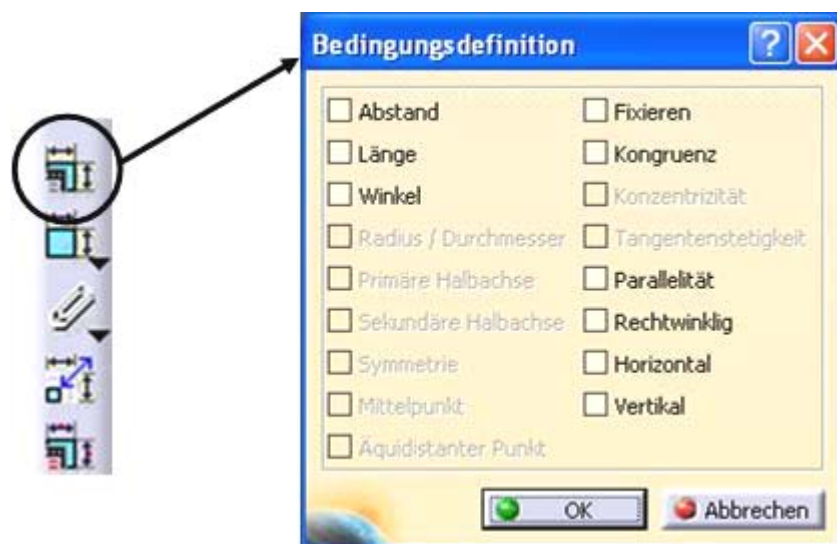 Bedingungsdefinition
Abstand
Länge
Winkel
Radius / Durchmesser
Primäre Halbachse
Sekundäre Halbachse
Symmetrie
Mittelpunkt
Äquidistanter Punkt
Fixieren
Kongruenz
Konzentrizität
Tangentenstetigkeit
Parallelität
Rechtwinklig
Horizontal
Vertikal
OK
Abbrechen